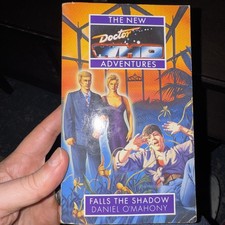 THE NEW
Doctor
WHO
ADVENTURES
FALLS THE SHADOW
DANIEL O'MAHONY